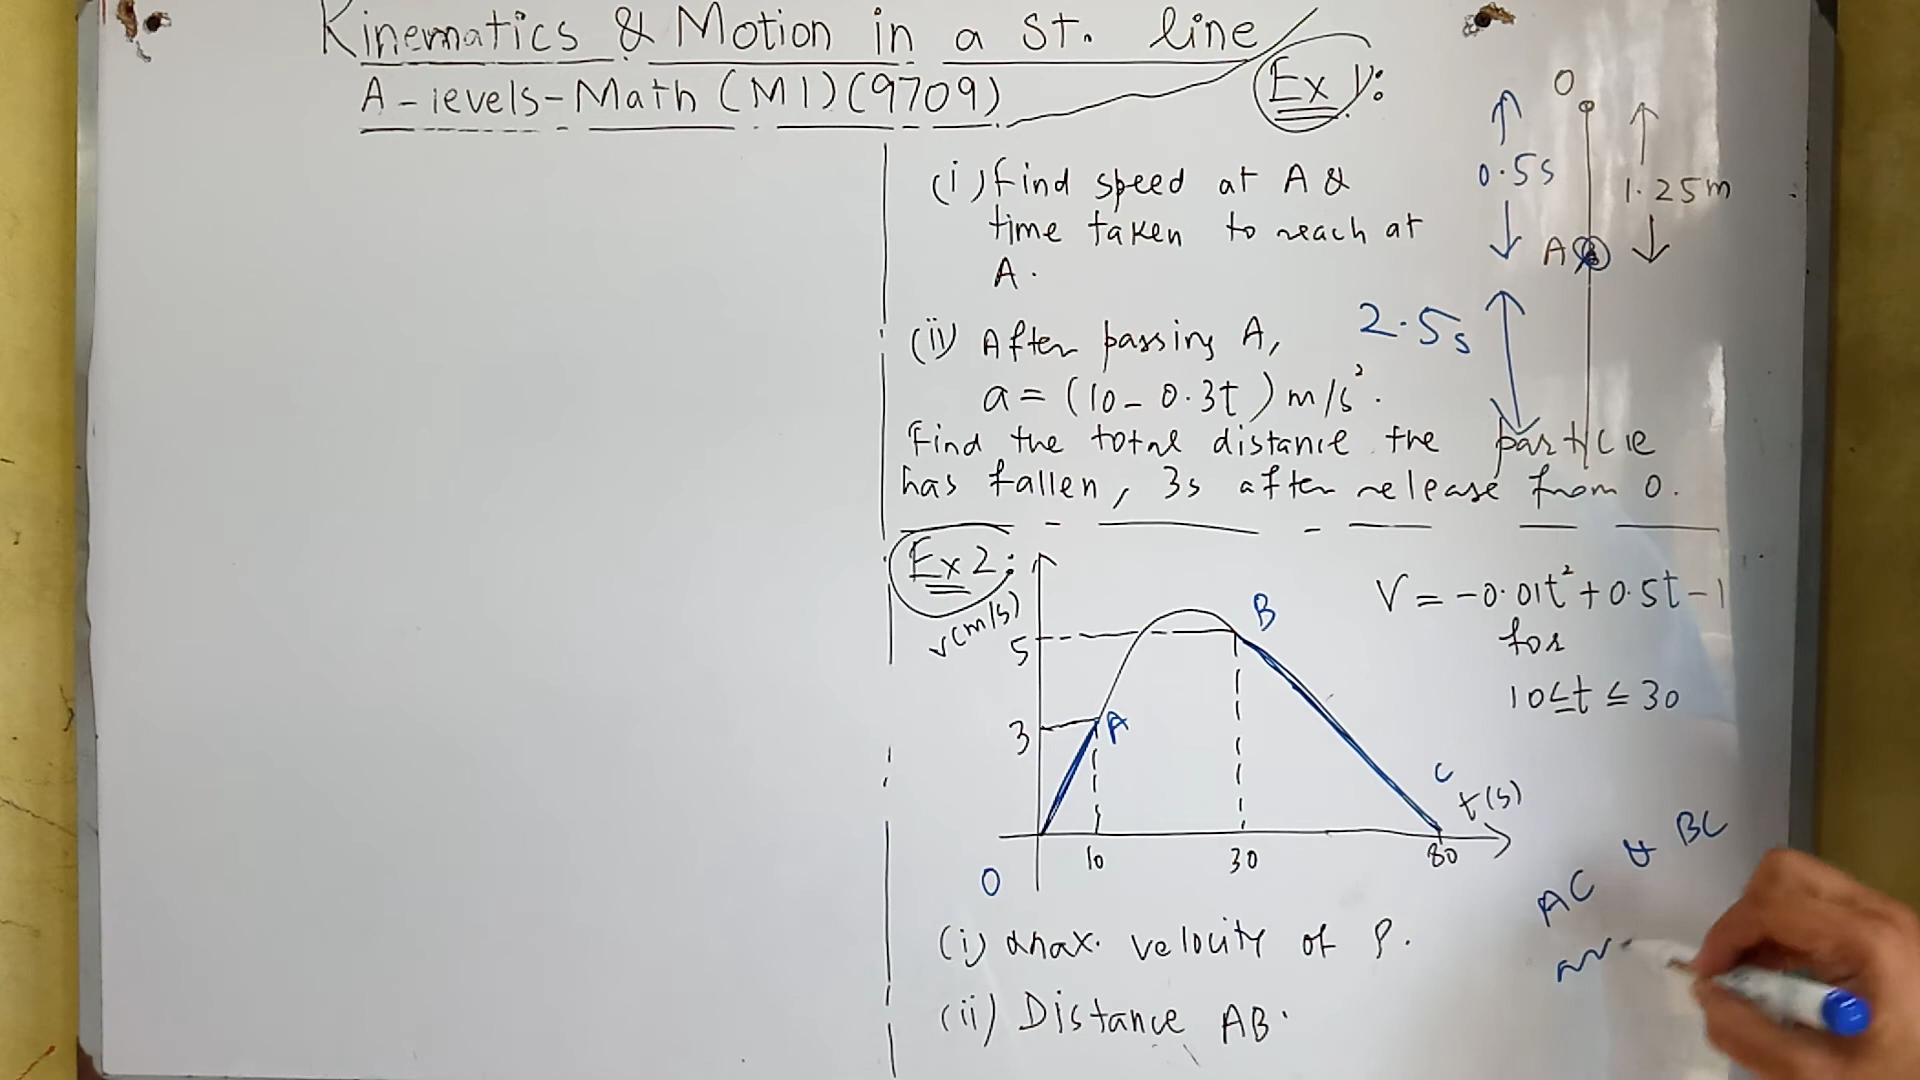 Kinematics & Motion in a st. line
A-levels-Math (M1)(9709)
Ex 1:
(i) find speed at A &
time taken to reach at
A.
(ii) After passing A,
a = (10 - 0.3t) m/s².
Find the total distance the particle
has fallen, 3s after release from O.
O
0.5s
1.25m
A
2.5s
Ex 2:
v(m/s)
5
3
A
B
C
t(s)
O
10
30
80
V = -0.01t² + 0.5t - 1
for
10 ≤ t ≤ 30
AC & BC
(i) max. velocity of P.
(ii) Distance AB.